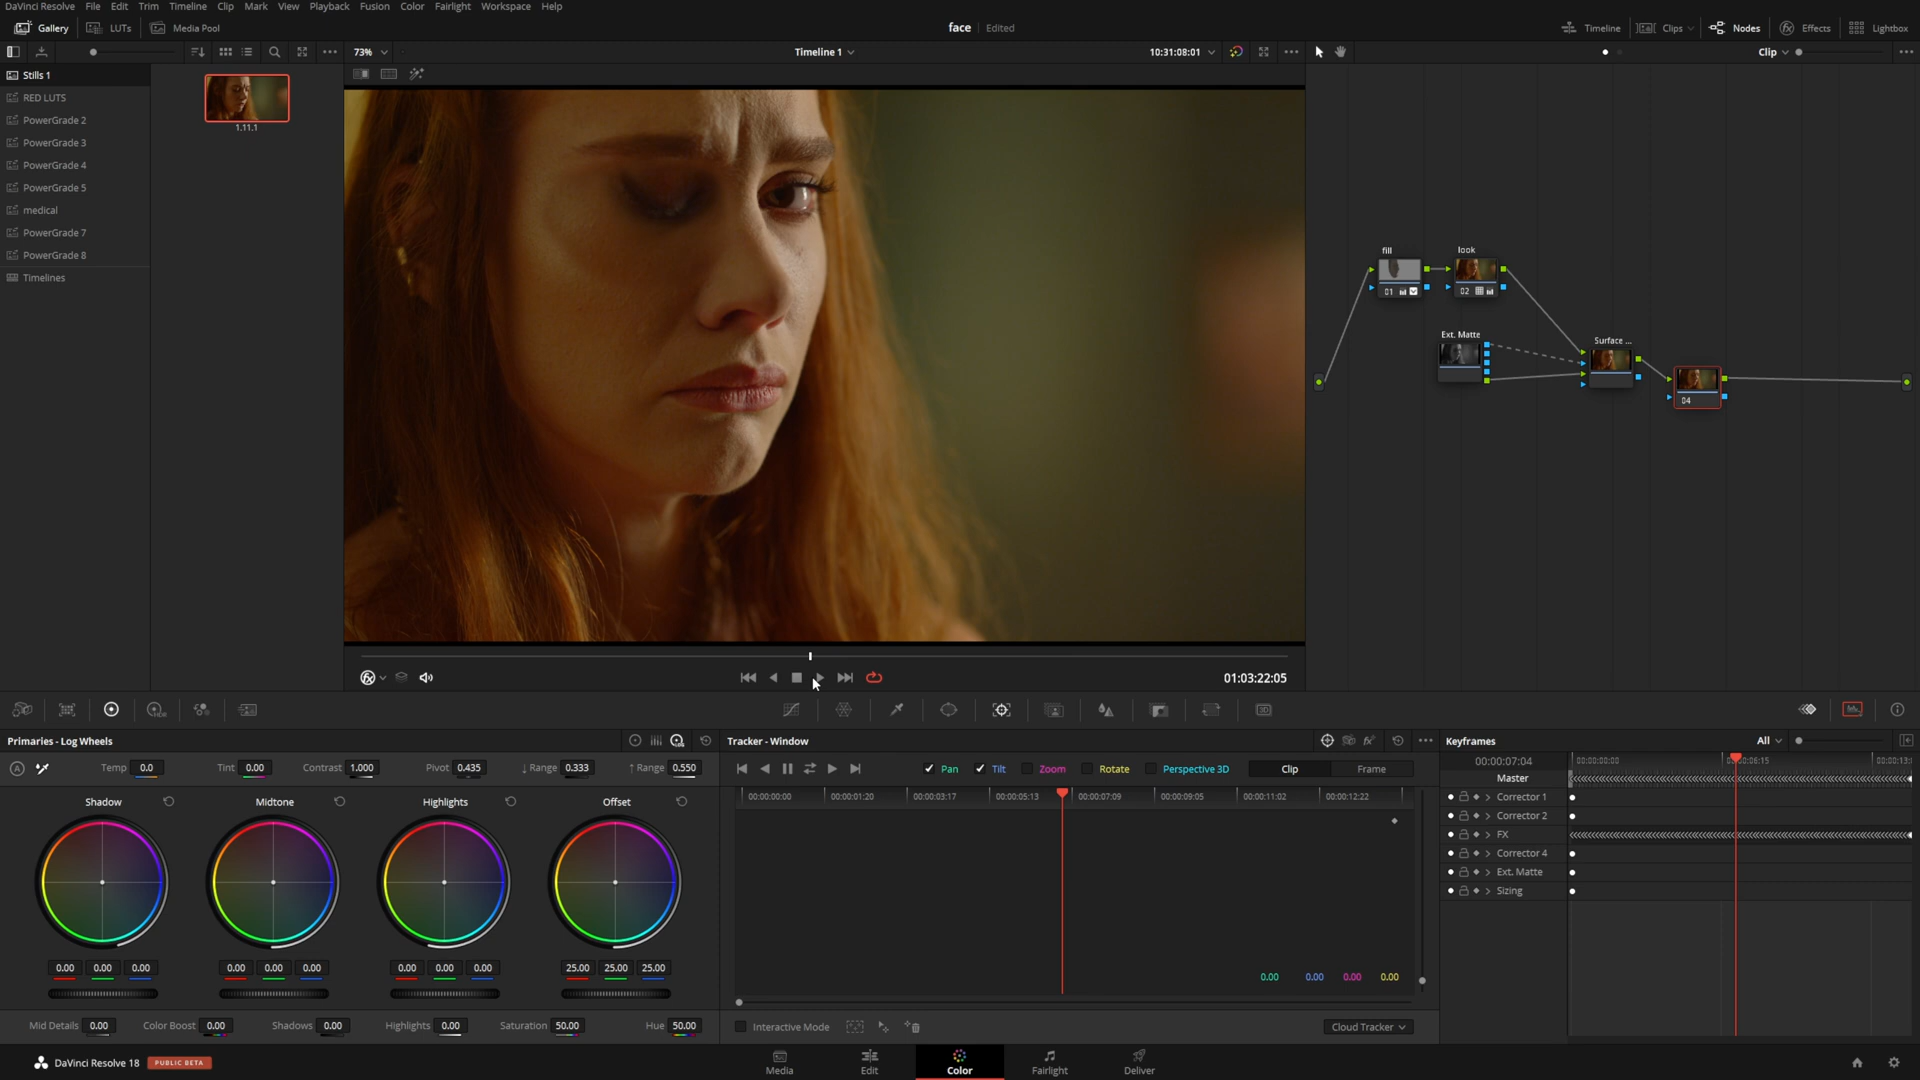 DaVinci Resolve File Edit Trim Timeline Clip Mark View Playback Fusion Color Fairlight Workspace Help
Gallery LUTs Media Pool face Edited Timeline Clips Nodes Effects Lightbox
73% Timeline 1 10:31:08:01 Clip
Stills 1
RED LUTS
PowerGrade 2
PowerGrade 3
PowerGrade 4
PowerGrade 5
medical
PowerGrade 7
PowerGrade 8
Timelines
1.11.1
fill look
01 02
Ext. Matte Surface ...
04
01:03:22:05
Primaries - Log Wheels
Temp 0.0 Tint 0.00 Contrast 1.000 Pivot 0.435 ↓ Range 0.333 ↑ Range 0.550
Shadow Midtone Highlights Offset
0.00 0.00 0.00 0.00 0.00 0.00 0.00 0.00 0.00 25.00 25.00 25.00
Mid Details 0.00 Color Boost 0.00 Shadows 0.00 Highlights 0.00 Saturation 50.00 Hue 50.00
Tracker - Window
Pan Tilt Zoom Rotate Perspective 3D Clip Frame
00:00:00:00 00:00:01:20 00:00:03:17 00:00:05:13 00:00:07:09 00:00:09:05 00:00:11:02 00:00:12:22
0.00 0.00 0.00 0.00
Interactive Mode Cloud Tracker
Keyframes All
00:00:07:04 00:00:00:00
Master
Corrector 1
Corrector 2
FX
Corrector 4
Ext. Matte
Sizing
DaVinci Resolve 18 PUBLIC BETA Media Edit Color Fairlight Deliver